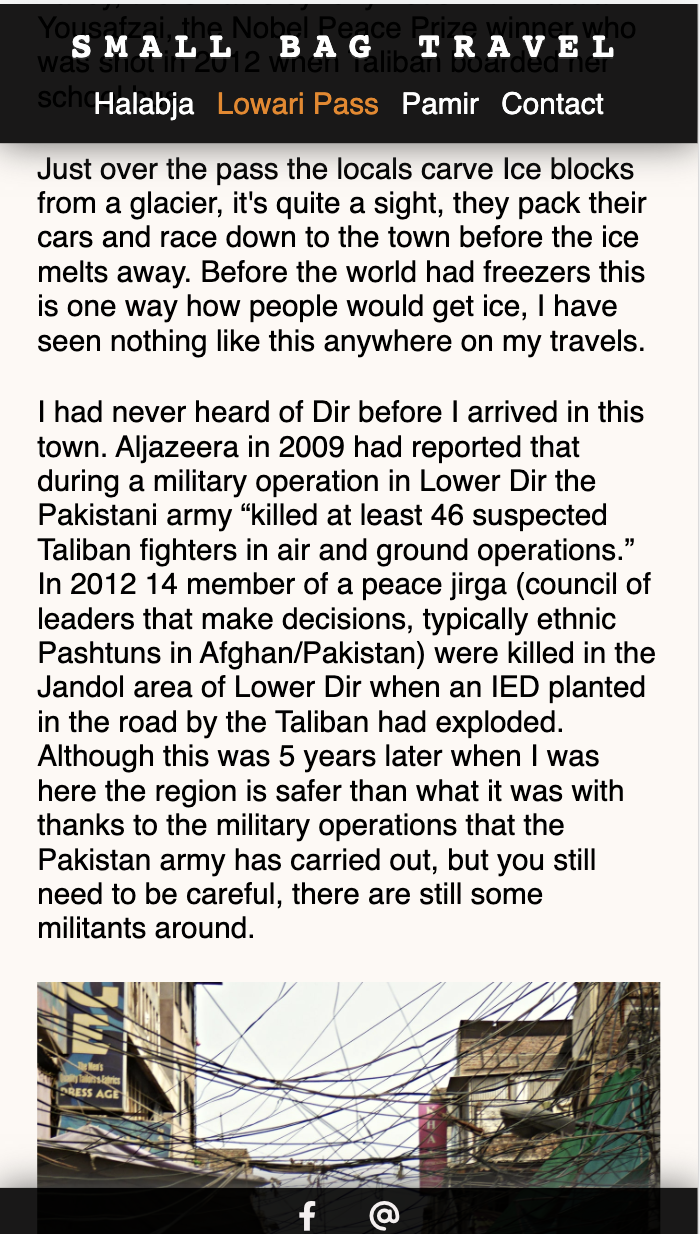 Yousafzai, the Nobel Peace Prize winner who
SMALL BAG TRAVEL
was shot in 2012 when Taliban boarded her
Halabja Lowari Pass Pamir Contact
Just over the pass the locals carve Ice blocks
from a glacier, it's quite a sight, they pack their
cars and race down to the town before the ice
melts away. Before the world had freezers this
is one way how people would get ice, I have
seen nothing like this anywhere on my travels.
I had never heard of Dir before I arrived in this
town. Aljazeera in 2009 had reported that
during a military operation in Lower Dir the
Pakistani army “killed at least 46 suspected
Taliban fighters in air and ground operations.”
In 2012 14 member of a peace jirga (council of
leaders that make decisions, typically ethnic
Pashtuns in Afghan/Pakistan) were killed in the
Jandol area of Lower Dir when an IED planted
in the road by the Taliban had exploded.
Although this was 5 years later when I was
here the region is safer than what it was with
thanks to the military operations that the
Pakistan army has carried out, but you still
need to be careful, there are still some
militants around.
The Men's
DRESS AGE
f @